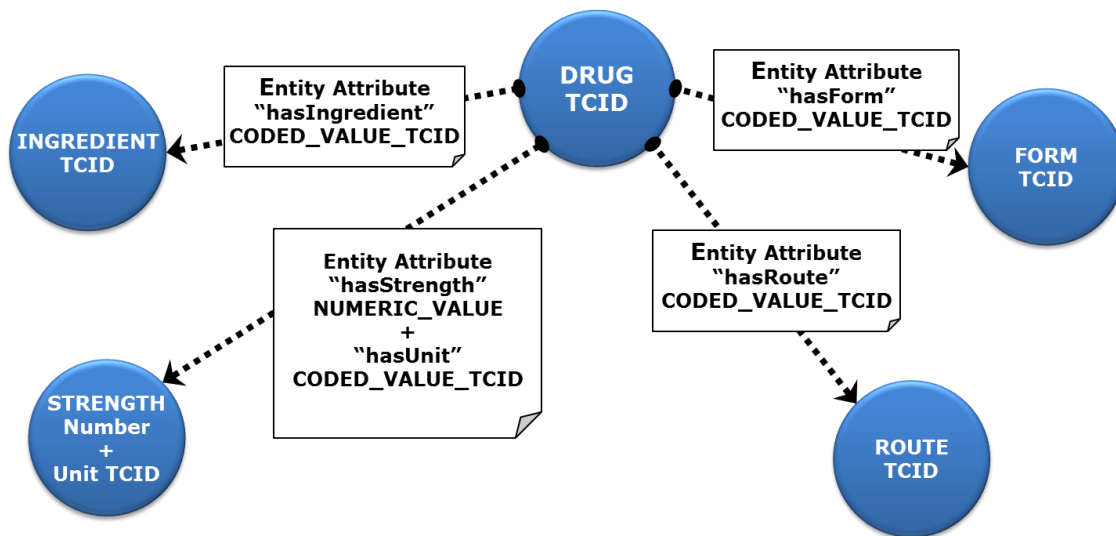 DRUG
TCID
Entity Attribute
“hasIngredient”
CODED_VALUE_TCID
Entity Attribute
“hasForm”
CODED_VALUE_TCID
INGREDIENT
TCID
FORM
TCID
Entity Attribute
“hasStrength”
NUMERIC_VALUE
+
“hasUnit”
CODED_VALUE_TCID
Entity Attribute
“hasRoute”
CODED_VALUE_TCID
STRENGTH
Number
+
Unit TCID
ROUTE
TCID